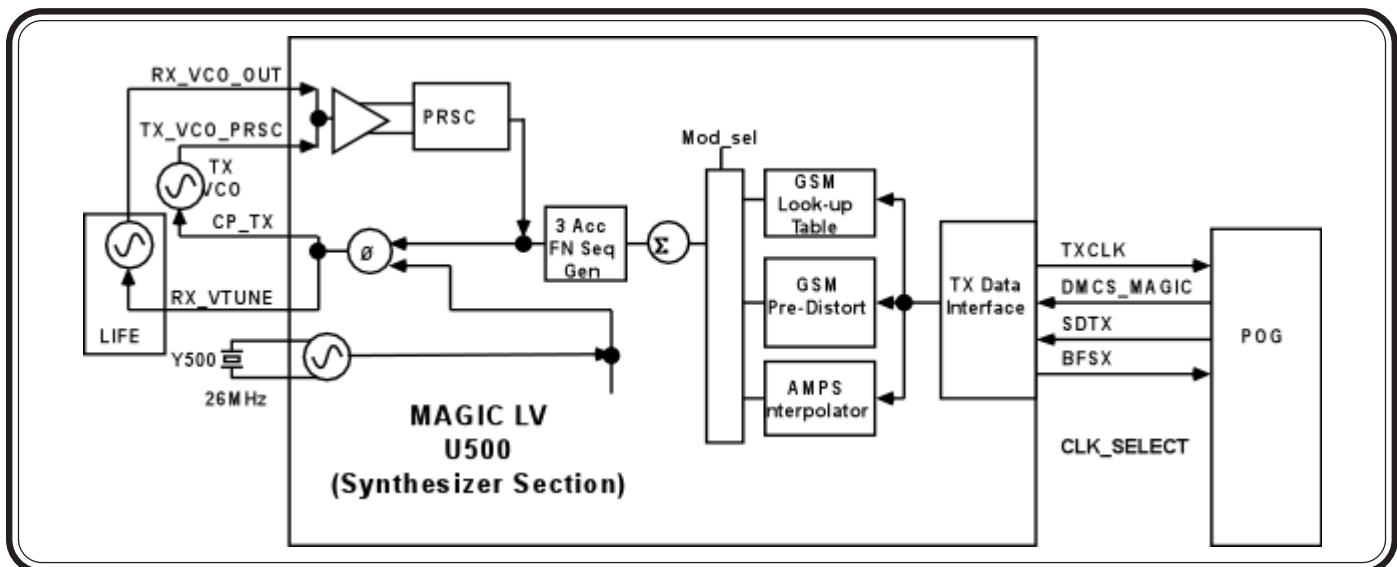 RX_VCO_OUT
TX_VCO_PRSC
TX
VCO
CP_TX
RX_VTUNE
LIFE
Y500
26MHz
PRSC
Ø
3 Acc
FN Seq
Gen
Σ
Mod_sel
GSM
Look-up
Table
GSM
Pre-Distort
AMPS
nterpolator
TX Data
Interface
TXCLK
DMCS_MAGIC
SDTX
BFSX
CLK_SELECT
POG
MAGIC LV
U500
(Synthesizer Section)